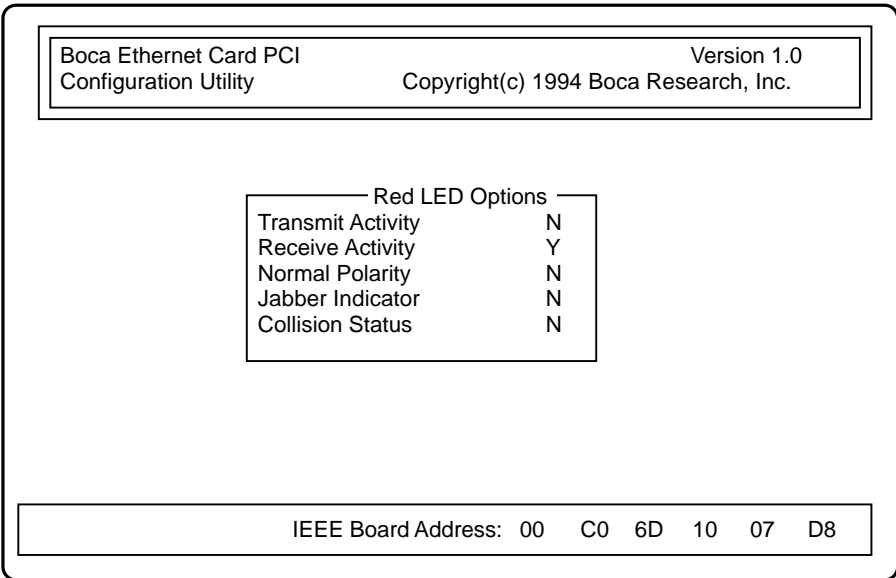 Boca Ethernet Card PCI Version 1.0
Configuration Utility Copyright(c) 1994 Boca Research, Inc.
Red LED Options
Transmit Activity N
Receive Activity Y
Normal Polarity N
Jabber Indicator N
Collision Status N
IEEE Board Address: 00 C0 6D 10 07 D8